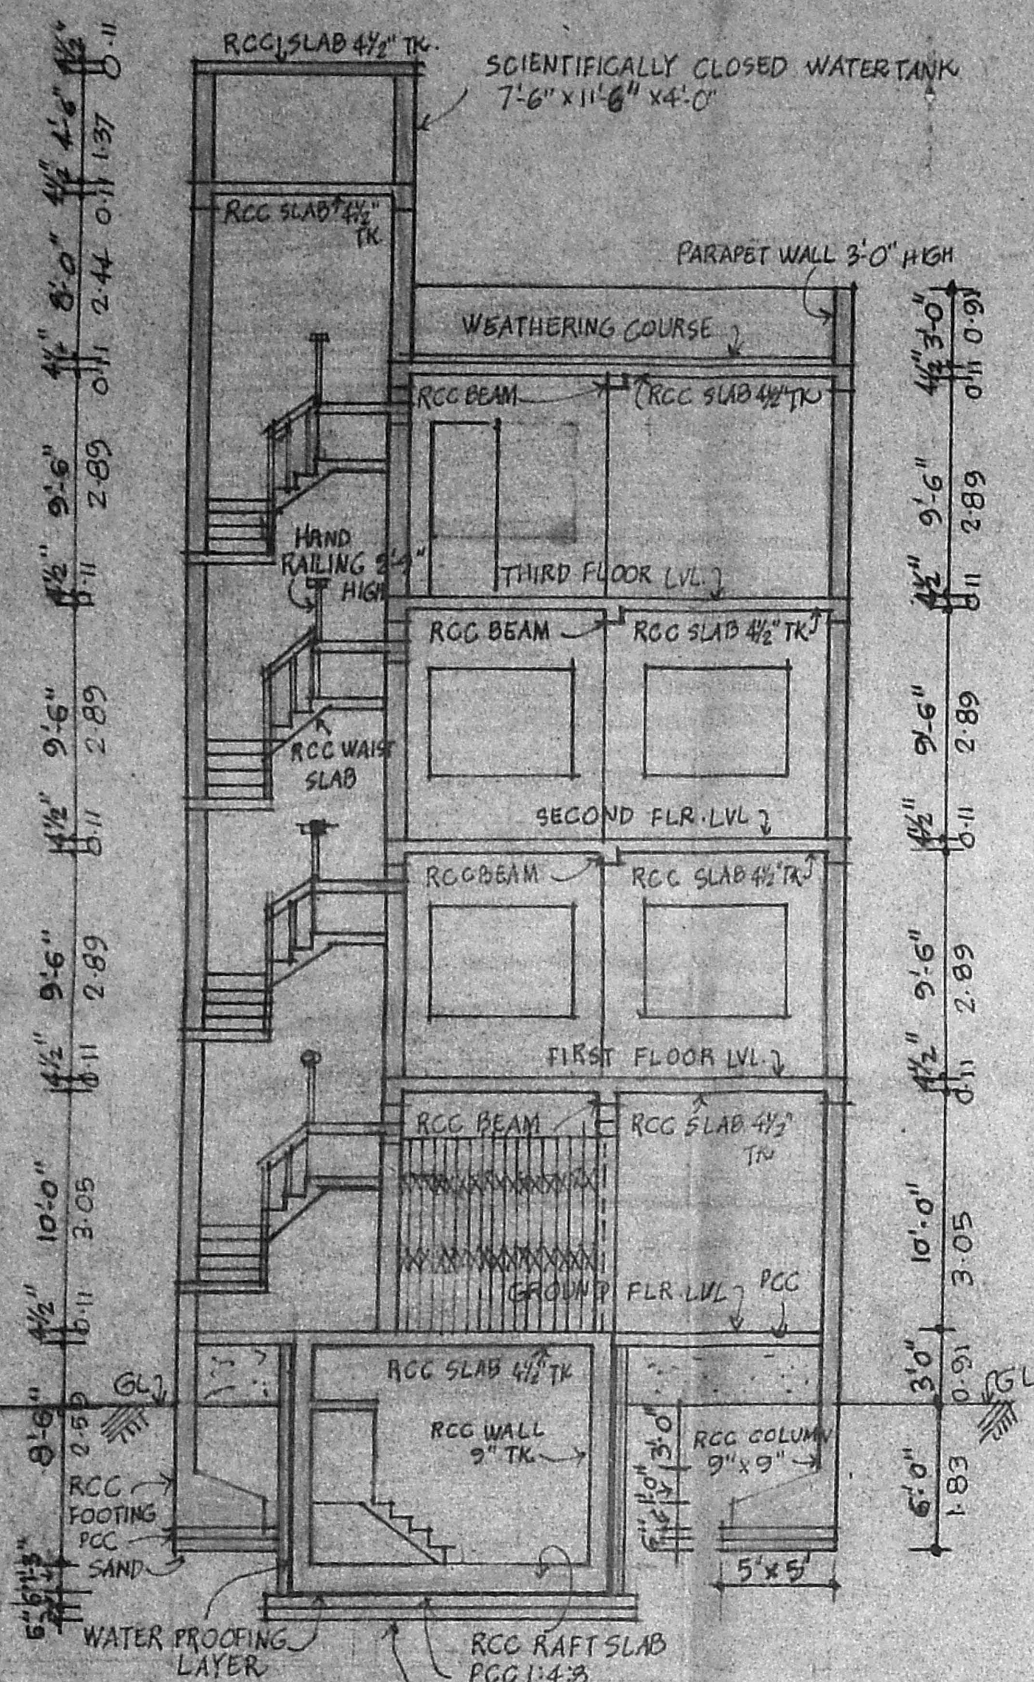 RCC SLAB 4½" TK.
SCIENTIFICALLY CLOSED WATER TANK
7'-6" x 11'-6" x 4'-0"
4½" 0.11
4'-6" 1.37
4½" 0.11
RCC SLAB 4½"
TK
8'-0" 2.44
PARAPET WALL 3'-0" HIGH
3'-0" 0.91
WEATHERING COURSE
4½" 0.11
4½" 0.11
RCC BEAM
RCC SLAB 4½" TK
9'-6" 2.89
9'-6" 2.89
HAND
RAILING
HIGH
THIRD FLOOR LVL.
4½" 0.11
4½" 0.11
RCC BEAM
RCC SLAB 4½" TK
9'-6" 2.89
9'-6" 2.89
RCC WAIST
SLAB
SECOND FLR. LVL
4½" 0.11
4½" 0.11
RCC BEAM
RCC SLAB 4½" TK
9'-6" 2.89
9'-6" 2.89
FIRST FLOOR LVL.
4½" 0.11
4½" 0.11
RCC BEAM
RCC SLAB 4½"
TK
10'-0" 3.05
10'-0" 3.05
GROUND FLR. LVL
PCC
4½" 0.11
RCC SLAB 4½" TK
3'0" 0.91
GL
GL
8'-6" 2.59
RCC WALL
9" TK
3'-0"
RCC COLUMN
9" x 9"
6'-0" 1.83
RCC
FOOTING
PCC
SAND
1'-0"
6"
5' x 5'
WATER PROOFING
LAYER
RCC RAFT SLAB
PCC 1:4:8